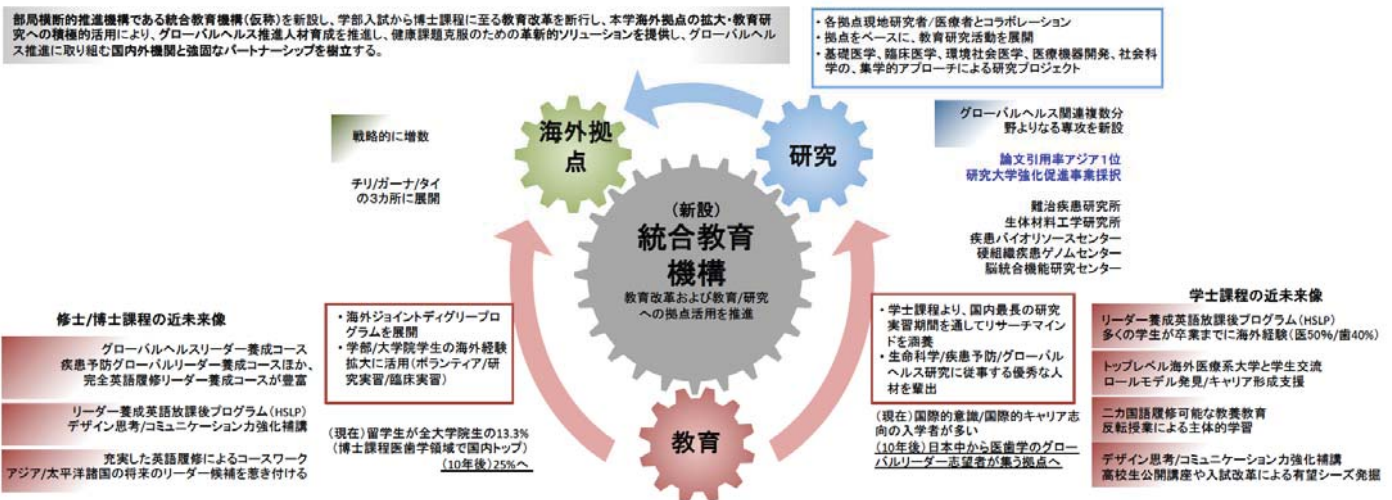 部局横断的推進機構である統合教育機構(仮称)を新設し、学部入試から博士課程に至る教育改革を断行し、本学海外拠点の拡大・教育研
究への積極的活用により、グローバルヘルス推進人材育成を推進し、健康課題克服のための革新的ソリューションを提供し、グローバルヘル
ス推進に取り組む国内外機関と強固なパートナーシップを樹立する。
・各拠点現地研究者/医療者とコラボレーション
・拠点をベースに、教育研究活動を展開
・基礎医学、臨床医学、環境社会医学、医療機器開発、社会科
学の、集学的アプローチによる研究プロジェクト
戦略的に増数
チリ/ガーナ/タイ
の3カ所に展開
海外拠
点
研究
グローバルヘルス関連複数分
野よりなる専攻を新設
論文引用率アジア1位
研究大学強化促進事業採択
難治疾患研究所
生体材料工学研究所
疾患バイオリソースセンター
硬組織疾患ゲノムセンター
脳統合機能研究センター
(新設)
統合教育
機構
教育改革および教育/研究
への拠点活用を推進
修士/博士課程の近未来像
グローバルヘルスリーダー養成コース
疾患予防グローバルリーダー養成コースほか、
完全英語履修リーダー養成コースが豊富
リーダー養成英語放課後プログラム(HSLP)
デザイン思考/コミュニケーション力強化補講
充実した英語履修によるコースワーク
アジア/太平洋諸国の将来のリーダー候補を惹き付ける
・海外ジョイントディグリープロ
グラムを展開
・学部/大学院学生の海外経験
拡大に活用(ボランティア/研
究実習/臨床実習)
(現在)留学生が全大学院生の13.3%
(博士課程医歯学領域で国内トップ)
(10年後)25%へ
教育
・学士課程より、国内最長の研究
実習期間を通してリサーチマイン
ドを涵養
・生命科学/疾患予防/グローバル
ヘルス研究に従事する優秀な人
材を輩出
(現在)国際的意識/国際的キャリア志
向の入学者が多い
(10年後)日本中から医歯学のグロー
バルリーダー志望者が集う拠点へ
学士課程の近未来像
リーダー養成英語放課後プログラム(HSLP)
多くの学生が卒業までに海外経験(医50%/歯40%)
トップレベル海外医療系大学と学生交流
ロールモデル発見/キャリア形成支援
二カ国語履修可能な教養教育
反転授業による主体的学習
デザイン思考/コミュニケーション力強化補講
高校生公開講座や入試改革による有望シーズ発掘